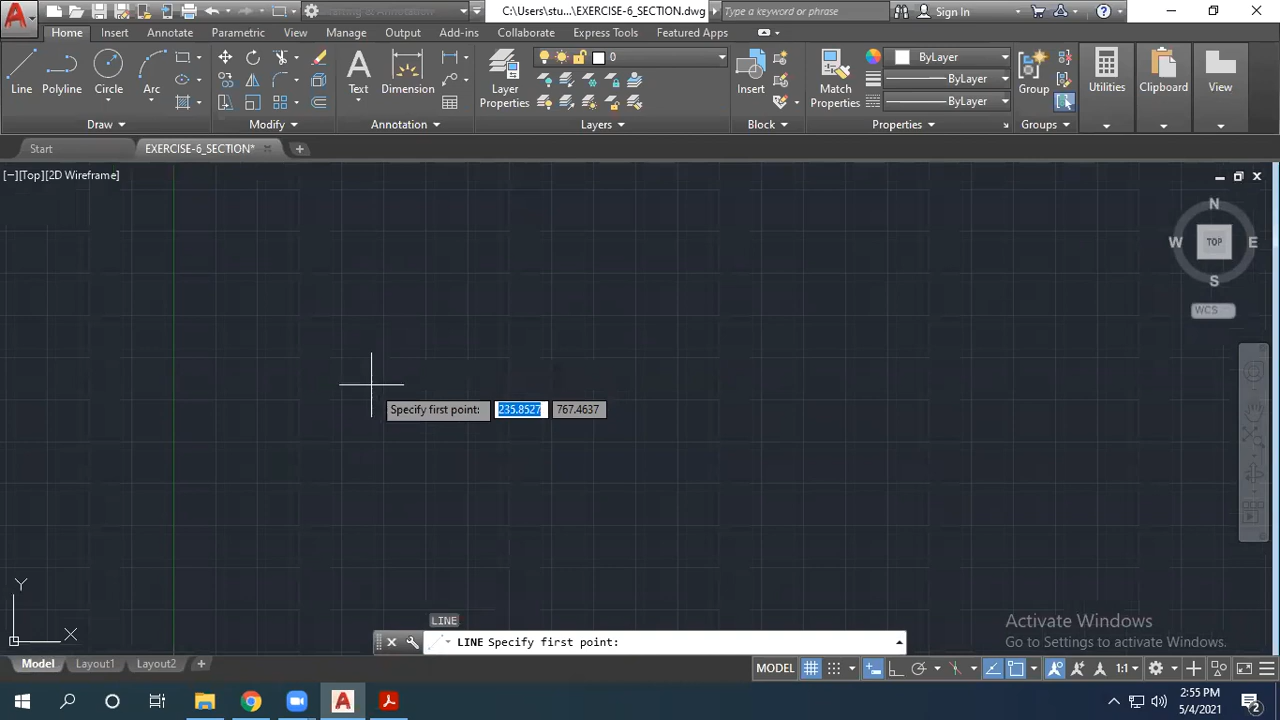 C:\Users\stu...\EXERCISE-6_SECTION.dwg
Type a keyword or phrase
Sign In
Home Insert Annotate Parametric View Manage Output Add-ins Collaborate Express Tools Featured Apps
0
ByLayer
ByLayer
ByLayer
Line Polyline Circle Arc Text Dimension Layer Properties Insert Match Properties Group Utilities Clipboard View
Draw Modify Annotation Layers Block Properties Groups
Start EXERCISE-6_SECTION*
[−][Top][2D Wireframe]
N
W TOP E
S
WCS
Specify first point: 235.8527 767.4637
Y
X
LINE
LINE Specify first point:
Activate Windows
Go to Settings to activate Windows.
Model Layout1 Layout2
MODEL 1:1
2:55 PM
5/4/2021
2